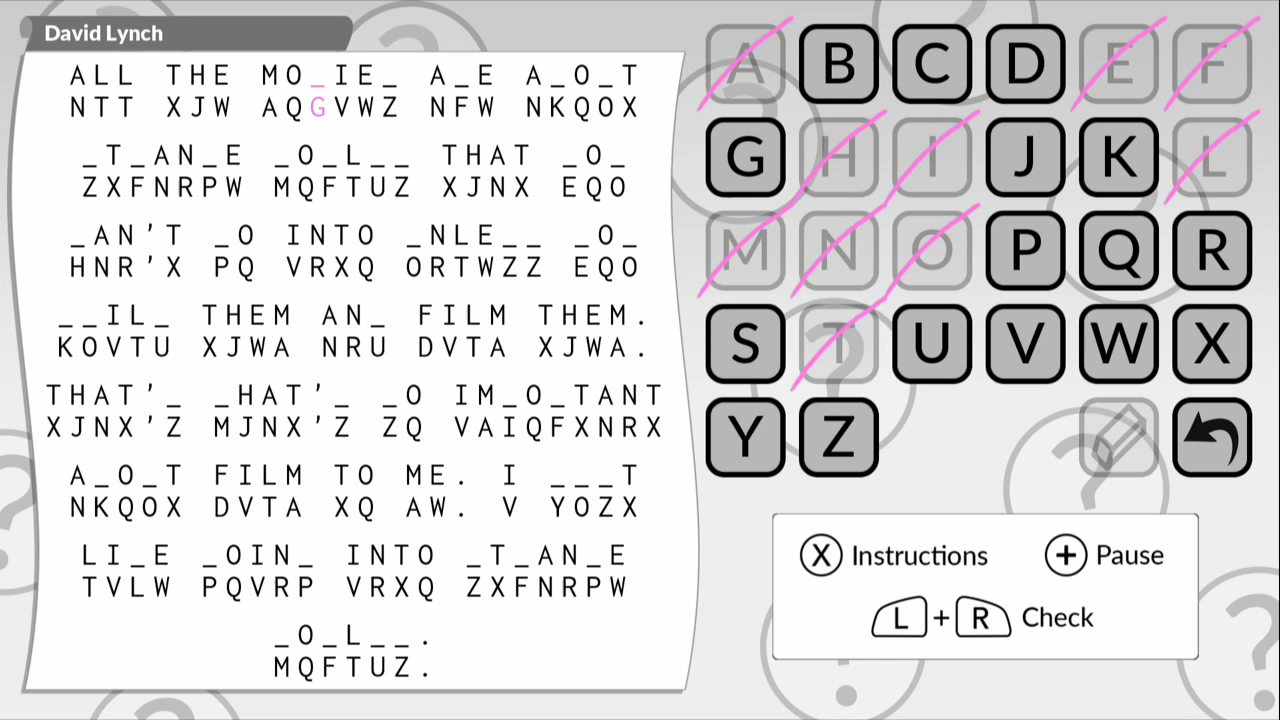 David Lynch
ALL THE MO_IE_ A_E A_O_T
NTT XJW AQGVWZ NFW NKQOX
_T_AN_E _O_L__ THAT _O_
ZXFNRPW MQFTUZ XJNX EQO
_AN'T _O INTO _NLE__ _O_
HNR'X PQ VRXQ ORTWZZ EQO
__IL_ THEM AN_ FILM THEM.
KOVTU XJWA NRU DVTA XJWA.
THAT'_ _HAT'_ _O IM_O_TANT
XJNX'Z MJNX'Z ZQ VAIQFXNRX
A_O_T FILM TO ME. I ___T
NKQOX DVTA XQ AW. V YOZX
LI_E _OIN_ INTO _T_AN_E
TVLW PQVRP VRXQ ZXFNRPW
_O_L__.
MQFTUZ.
A B C D E F
G H I J K L
M N O P Q R
S T U V W X
Y Z
X Instructions + Pause
L + R Check